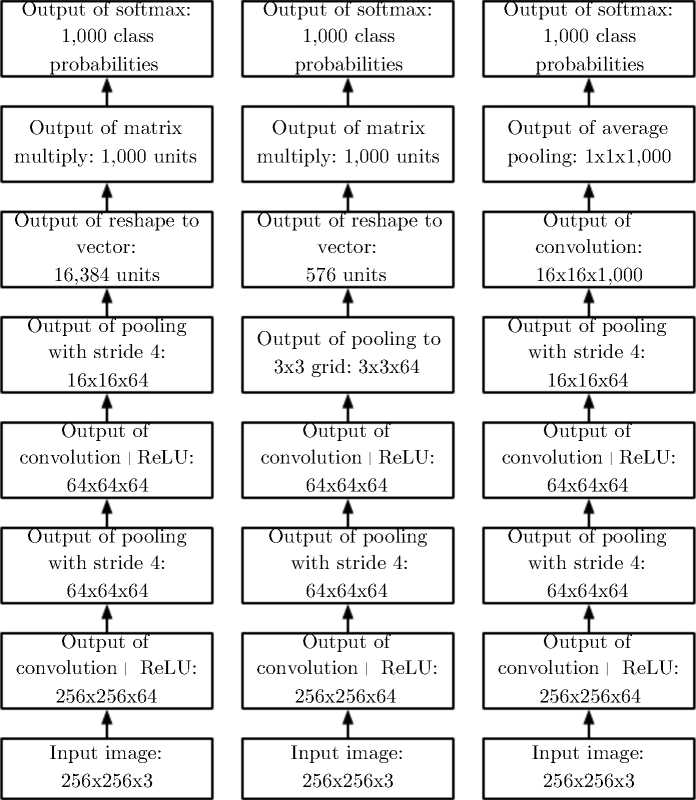 Output of softmax:
1,000 class
probabilities
Output of matrix
multiply: 1,000 units
Output of reshape to
vector:
16,384 units
Output of pooling
with stride 4:
16x16x64
Output of
convolution | ReLU:
64x64x64
Output of pooling
with stride 4:
64x64x64
Output of
convolution | ReLU:
256x256x64
Input image:
256x256x3
Output of softmax:
1,000 class
probabilities
Output of matrix
multiply: 1,000 units
Output of reshape to
vector:
576 units
Output of pooling to
3x3 grid: 3x3x64
Output of
convolution | ReLU:
64x64x64
Output of pooling
with stride 4:
64x64x64
Output of
convolution | ReLU:
256x256x64
Input image:
256x256x3
Output of softmax:
1,000 class
probabilities
Output of average
pooling: 1x1x1,000
Output of
convolution:
16x16x1,000
Output of pooling
with stride 4:
16x16x64
Output of
convolution | ReLU:
64x64x64
Output of pooling
with stride 4:
64x64x64
Output of
convolution | ReLU:
256x256x64
Input image:
256x256x3